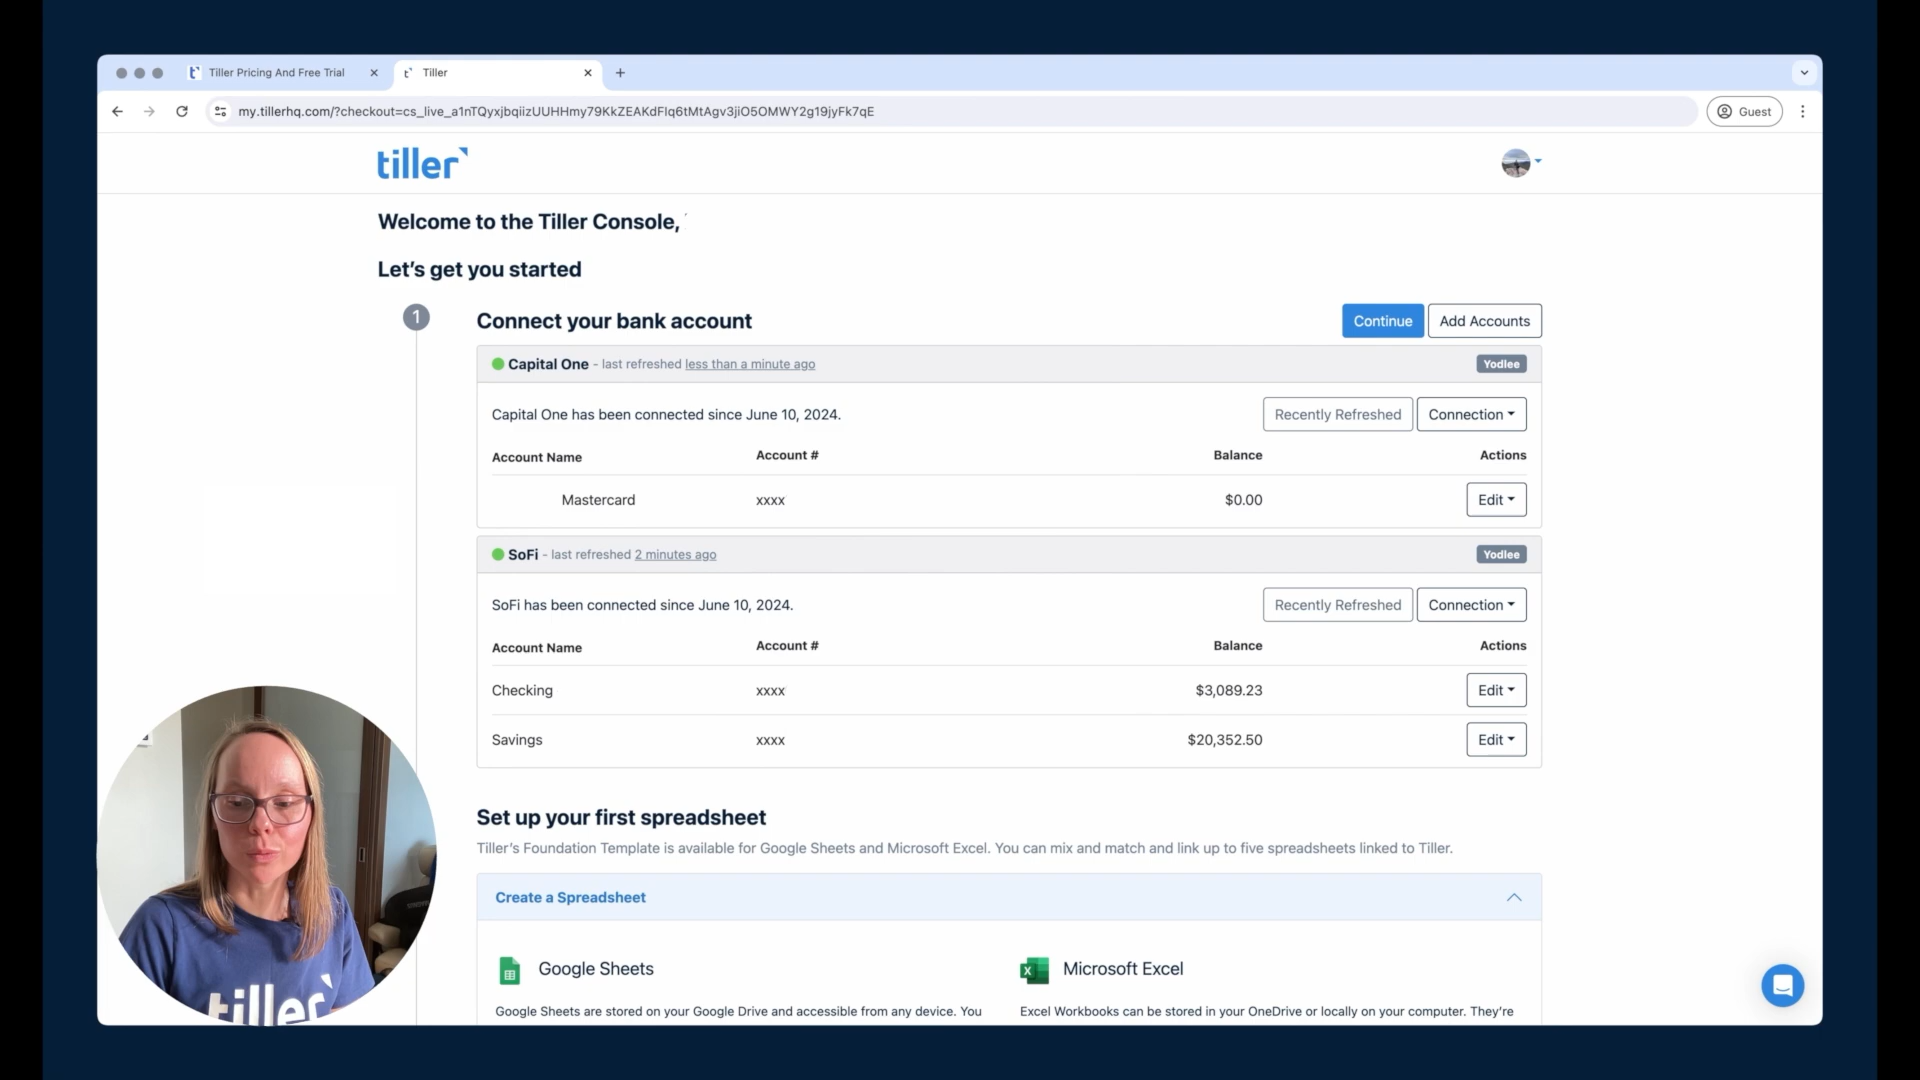 Tiller Pricing And Free Trial
Tiller
my.tillerhq.com/?checkout=cs_live_a1nTQyxjbqiizUUHHmy79KkZEAKdFlq6tMtAgv3jiO5OMWY2g19jyFk7qE
Guest
tiller
Welcome to the Tiller Console,
Let's get you started
1
Connect your bank account
Continue
Add Accounts
Capital One - last refreshed less than a minute ago
Yodlee
Capital One has been connected since June 10, 2024.
Recently Refreshed
Connection
Account Name Account # Balance Actions
Mastercard xxxx $0.00 Edit
SoFi - last refreshed 2 minutes ago
Yodlee
SoFi has been connected since June 10, 2024.
Recently Refreshed
Connection
Account Name Account # Balance Actions
Checking xxxx $3,089.23 Edit
Savings xxxx $20,352.50 Edit
Set up your first spreadsheet
Tiller's Foundation Template is available for Google Sheets and Microsoft Excel. You can mix and match and link up to five spreadsheets linked to Tiller.
Create a Spreadsheet
Google Sheets
Microsoft Excel
Google Sheets are stored on your Google Drive and accessible from any device. You
Excel Workbooks can be stored in your OneDrive or locally on your computer. They're
tiller